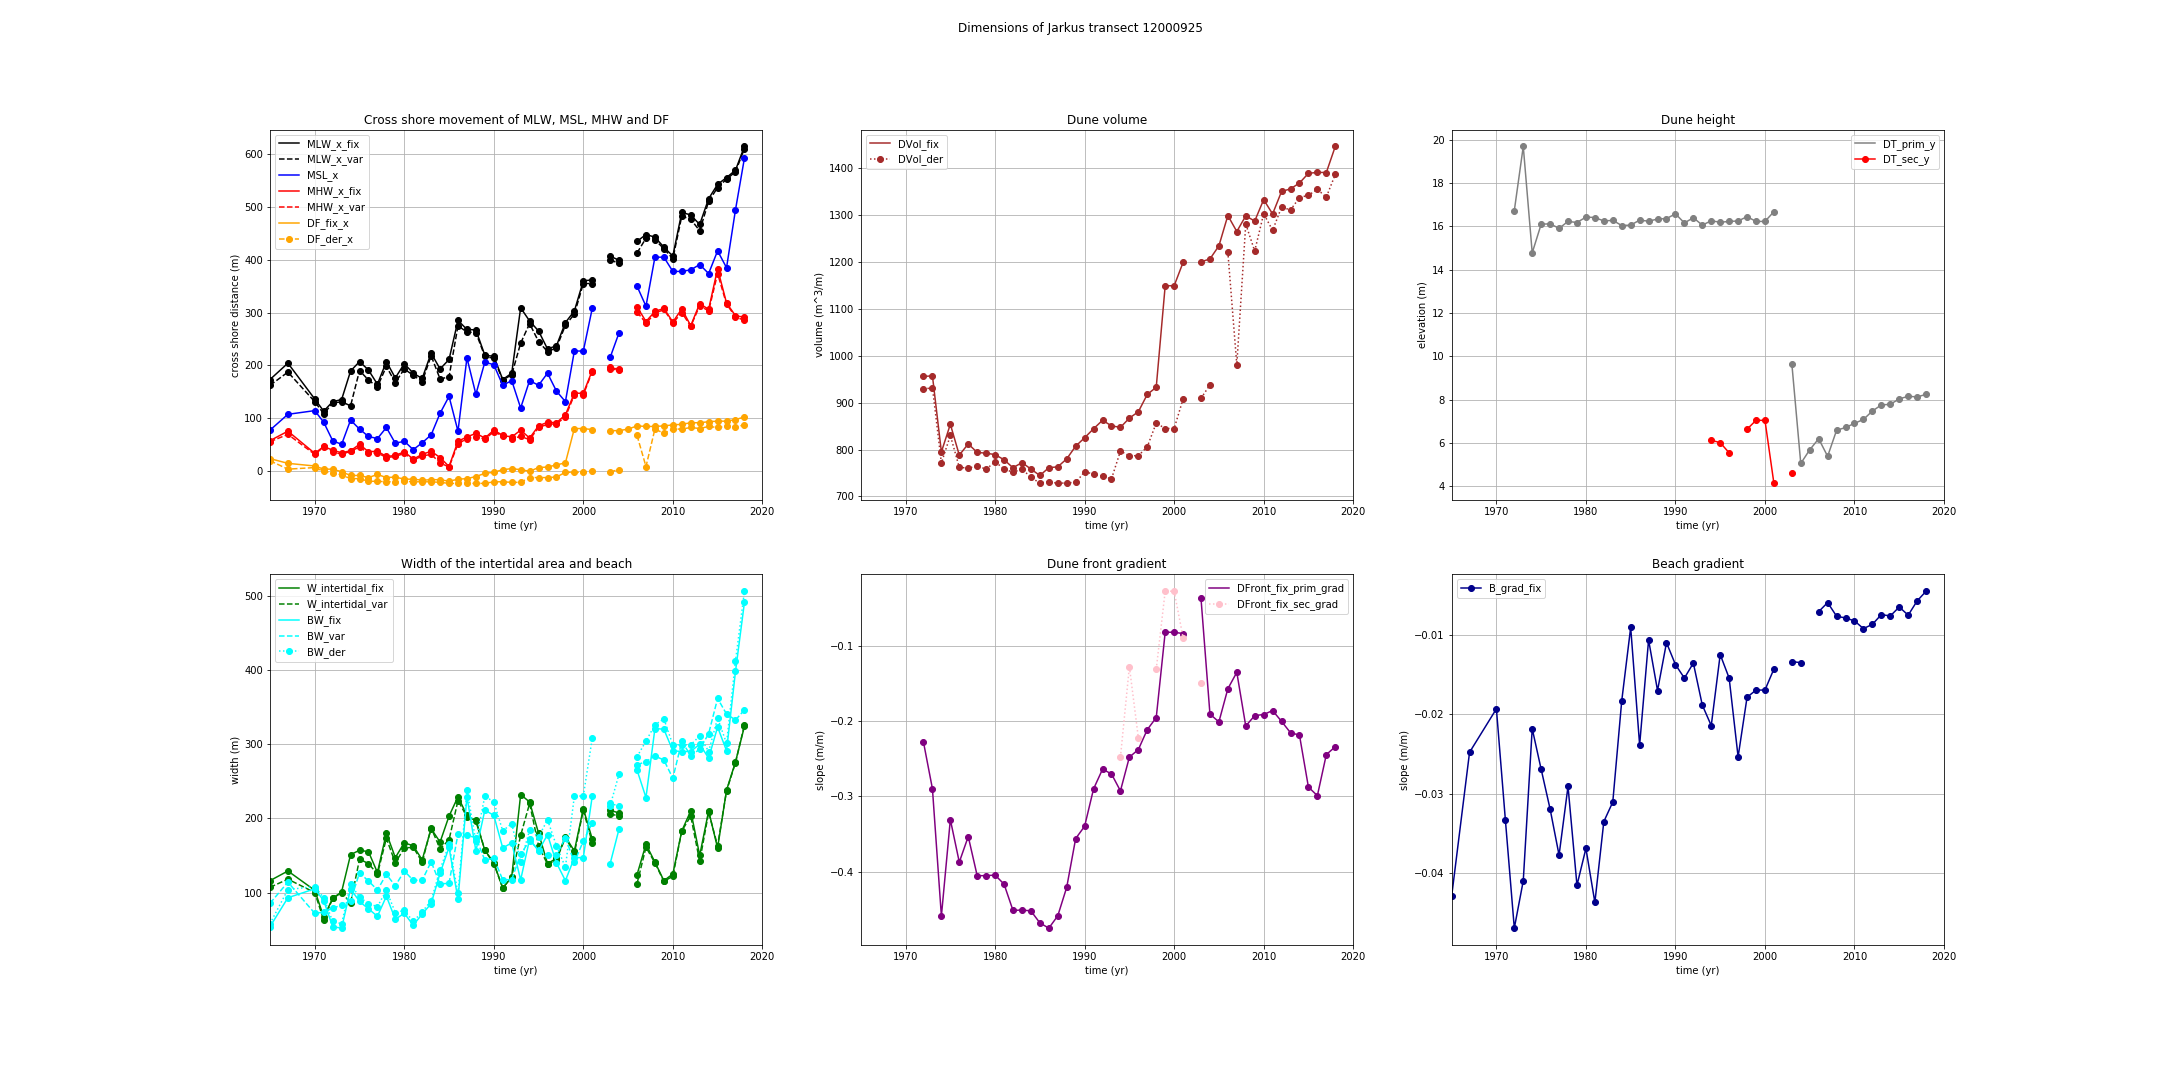 Dimensions of Jarkus transect 12000925
Cross shore movement of MLW, MSL, MHW and DF
cross shore distance (m)
600
500
400
300
200
100
0
MLW_x_fix
MLW_x_var
MSL_x
MHW_x_fix
MHW_x_var
DF_fix_x
DF_der_x
1970 1980 1990 2000 2010 2020
time (yr)
Dune volume
volume (m^3/m)
1400
1300
1200
1100
1000
900
800
700
DVol_fix
DVol_der
1970 1980 1990 2000 2010 2020
time (yr)
Dune height
elevation (m)
20
18
16
14
12
10
8
6
4
DT_prim_y
DT_sec_y
1970 1980 1990 2000 2010 2020
time (yr)
Width of the intertidal area and beach
width (m)
500
400
300
200
100
W_intertidal_fix
W_intertidal_var
BW_fix
BW_var
BW_der
1970 1980 1990 2000 2010 2020
time (yr)
Dune front gradient
slope (m/m)
−0.1
−0.2
−0.3
−0.4
DFront_fix_prim_grad
DFront_fix_sec_grad
1970 1980 1990 2000 2010 2020
time (yr)
Beach gradient
slope (m/m)
−0.01
−0.02
−0.03
−0.04
B_grad_fix
1970 1980 1990 2000 2010 2020
time (yr)